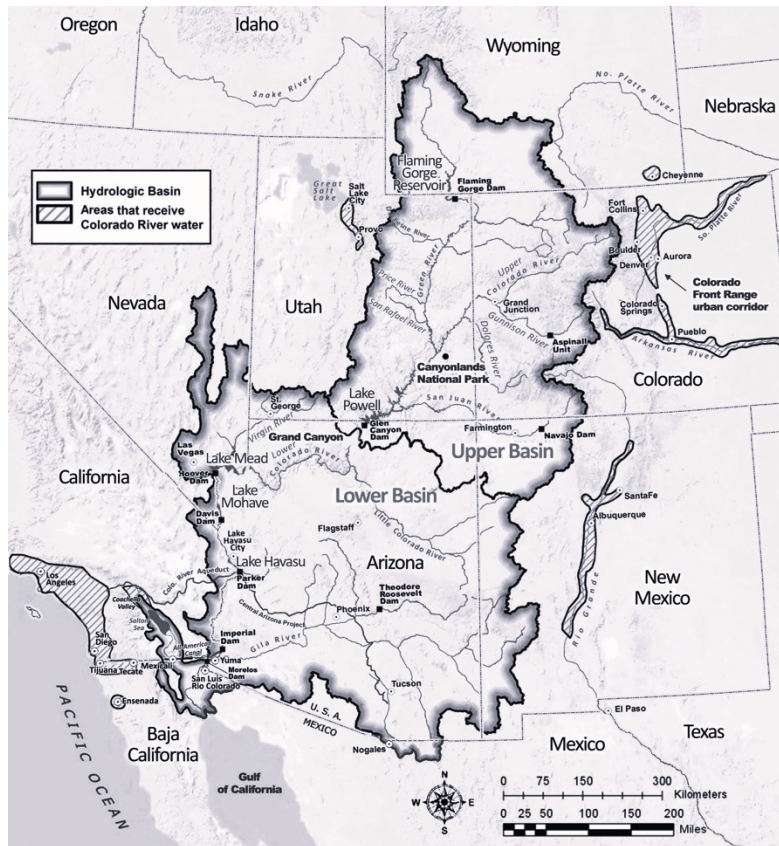 Oregon
Idaho
Wyoming
Snake River
No. Platte River
Nebraska
Hydrologic Basin
Areas that receive
Colorado River water
Great
Salt
Lake
Salt
Lake
City
Provo
Flaming
Gorge
Reservoir
Flaming
Gorge Dam
Cheyenne
Fort
Collins
So. Platte River
Boulder
Denver
Aurora
Colorado
Front Range
urban corridor
Colorado
Springs
Pueblo
Arkansas River
Colorado
Nevada
Utah
Price River
San Rafael River
Green River
Upper
Colorado River
Grand
Junction
Gunnison River
Dolores River
Aspinall
Unit
Canyonlands
National Park
Lake
Powell
Glen
Canyon
Dam
San Juan River
Farmington
Navajo Dam
Upper Basin
St.
George
Virgin River
Grand Canyon
Las
Vegas
Lake Mead
Hoover
Dam
Lower
Colorado River
Lower Basin
California
Lake
Mohave
Davis
Dam
Flagstaff
Little Colorado River
Lake
Havasu
City
Lake Havasu
Parker
Dam
Colo. River Aqueduct
Arizona
Theodore
Roosevelt
Dam
Phoenix
Central Arizona Project
Gila River
SantaFe
Albuquerque
Rio Grande
New
Mexico
Los
Angeles
Coachella
Valley
Salton
Sea
San
Diego
All American
Canal
Imperial
Dam
Yuma
Morelos
Dam
Tijuana
Tecate
Mexicali
San Luis
Rio Colorado
Tucson
Ensenada
U. S. A.
MEXICO
Nogales
El Paso
Baja
California
Gulf
of California
Mexico
Texas
PACIFIC OCEAN
N
W
E
S
0
75
150
300
Kilometers
0
25
50
100
150
200
Miles